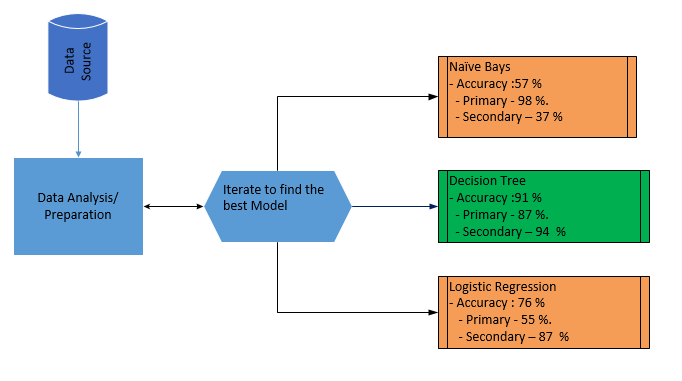 Data
Source
Data Analysis/
Preparation
Iterate to find the
best Model
Naïve Bays
- Accuracy :57 %
- Primary - 98 %.
- Secondary – 37 %
Decision Tree
- Accuracy :91 %
- Primary - 87 %.
- Secondary – 94 %
Logistic Regression
- Accuracy : 76 %
- Primary - 55 %.
- Secondary – 87 %